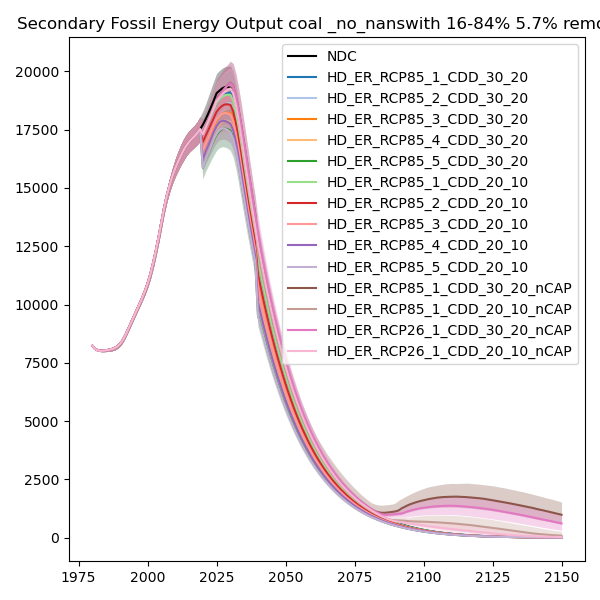 Secondary Fossil Energy Output coal _no_nanswith 16-84% 5.7% remo
20000
17500
15000
12500
10000
7500
5000
2500
0
NDC
HD_ER_RCP85_1_CDD_30_20
HD_ER_RCP85_2_CDD_30_20
HD_ER_RCP85_3_CDD_30_20
HD_ER_RCP85_4_CDD_30_20
HD_ER_RCP85_5_CDD_30_20
HD_ER_RCP85_1_CDD_20_10
HD_ER_RCP85_2_CDD_20_10
HD_ER_RCP85_3_CDD_20_10
HD_ER_RCP85_4_CDD_20_10
HD_ER_RCP85_5_CDD_20_10
HD_ER_RCP85_1_CDD_30_20_nCAP
HD_ER_RCP85_1_CDD_20_10_nCAP
HD_ER_RCP26_1_CDD_30_20_nCAP
HD_ER_RCP26_1_CDD_20_10_nCAP
1975 2000 2025 2050 2075 2100 2125 2150